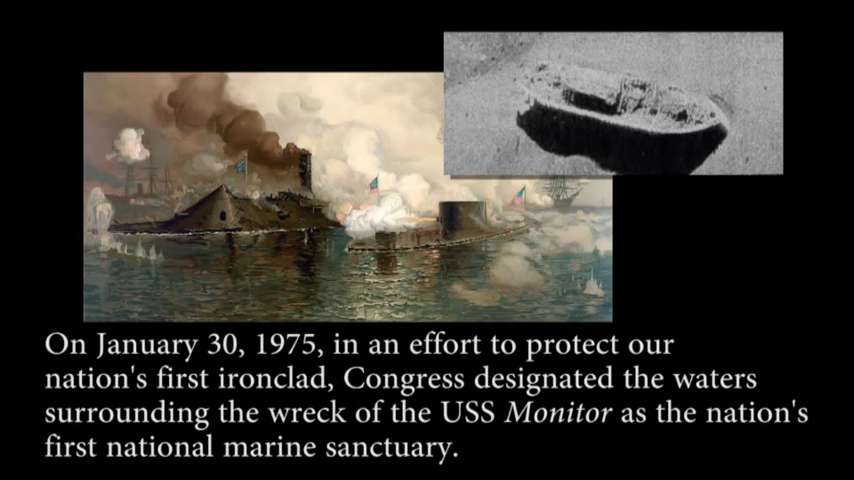 On January 30, 1975, in an effort to protect our
nation's first ironclad, Congress designated the waters
surrounding the wreck of the USS Monitor as the nation's
first national marine sanctuary.